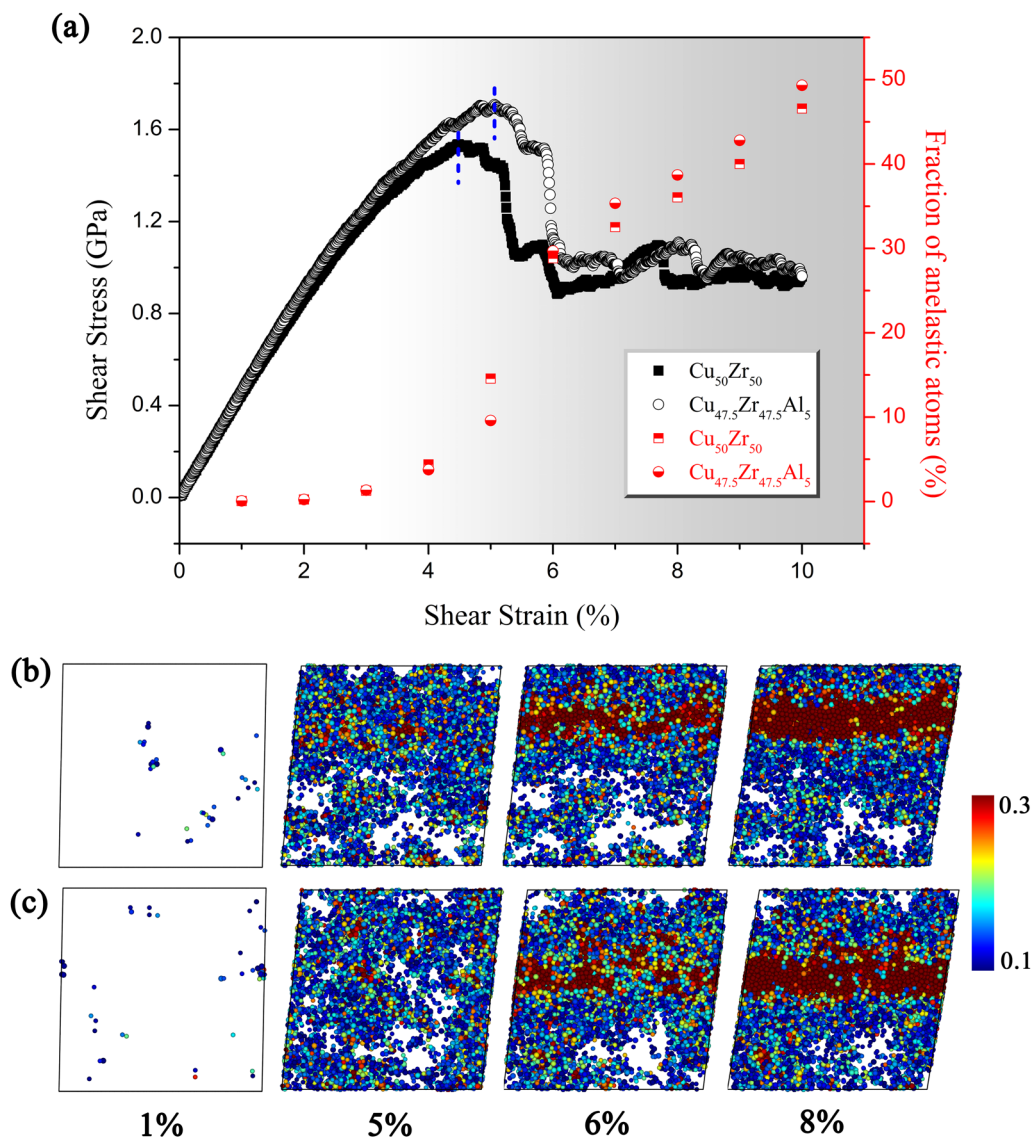 (a)
2.0
1.6
1.2
0.8
0.4
0.0
Shear Stress (GPa)
50
40
30
20
10
0
Fraction of anelastic atoms (%)
Cu50Zr50
Cu47.5Zr47.5Al5
Cu50Zr50
Cu47.5Zr47.5Al5
0 2 4 6 8 10
Shear Strain (%)
(b)
(c)
0.3
0.1
1% 5% 6% 8%